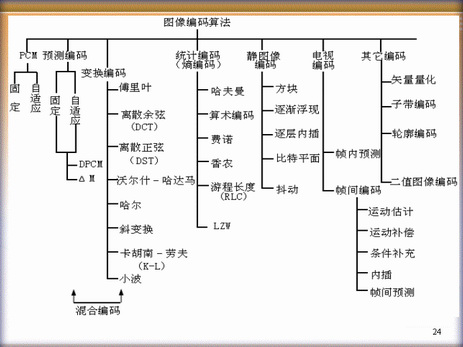 图像编码算法
PCM 预测编码
固定
自适应
固定
自适应
DPCM
ΔM
变换编码
傅里叶
离散余弦
(DCT)
离散正弦
(DST)
沃尔什－哈达马
哈尔
斜变换
卡胡南－劳夫
(K-L)
小波
混合编码
统计编码
(熵编码)
哈夫曼
算术编码
费诺
香农
游程长度
(RLC)
LZW
静图像
编码
方块
逐渐浮现
逐层内插
比特平面
抖动
电视
编码
帧内预测
帧间编码
运动估计
运动补偿
条件补充
内插
帧间预测
其它编码
矢量量化
子带编码
轮廓编码
二值图像编码
24